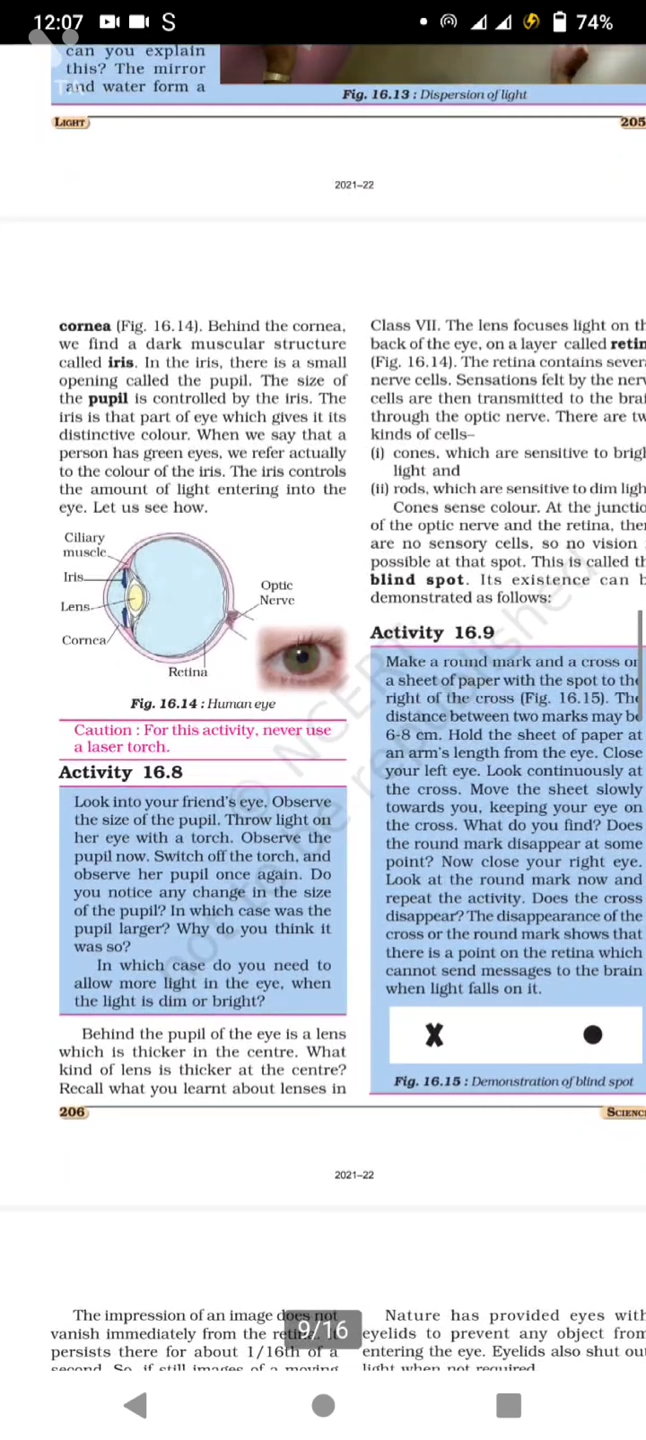 12:07 S 74%
can you explain
this? The mirror
and water form a
Fig. 16.13 : Dispersion of light
LIGHT 205
2021–22
cornea (Fig. 16.14). Behind the cornea,
we find a dark muscular structure
called iris. In the iris, there is a small
opening called the pupil. The size of
the pupil is controlled by the iris. The
iris is that part of eye which gives it its
distinctive colour. When we say that a
person has green eyes, we refer actually
to the colour of the iris. The iris controls
the amount of light entering into the
eye. Let us see how.
Ciliary
muscle
Iris
Lens
Cornea
Optic
Nerve
Retina
Fig. 16.14 : Human eye
Caution : For this activity, never use
a laser torch.
Activity 16.8
Look into your friend's eye. Observe
the size of the pupil. Throw light on
her eye with a torch. Observe the
pupil now. Switch off the torch, and
observe her pupil once again. Do
you notice any change in the size
of the pupil? In which case was the
pupil larger? Why do you think it
was so?
In which case do you need to
allow more light in the eye, when
the light is dim or bright?
Behind the pupil of the eye is a lens
which is thicker in the centre. What
kind of lens is thicker at the centre?
Recall what you learnt about lenses in
Class VII. The lens focuses light on th
back of the eye, on a layer called retin
(Fig. 16.14). The retina contains sever
nerve cells. Sensations felt by the nerv
cells are then transmitted to the brai
through the optic nerve. There are tw
kinds of cells–
(i) cones, which are sensitive to brigh
light and
(ii) rods, which are sensitive to dim ligh
Cones sense colour. At the junctio
of the optic nerve and the retina, ther
are no sensory cells, so no vision
possible at that spot. This is called th
blind spot. Its existence can b
demonstrated as follows:
Activity 16.9
Make a round mark and a cross on
a sheet of paper with the spot to the
right of the cross (Fig. 16.15). The
distance between two marks may be
6-8 cm. Hold the sheet of paper at
an arm's length from the eye. Close
your left eye. Look continuously at
the cross. Move the sheet slowly
towards you, keeping your eye on
the cross. What do you find? Does
the round mark disappear at some
point? Now close your right eye.
Look at the round mark now and
repeat the activity. Does the cross
disappear? The disappearance of the
cross or the round mark shows that
there is a point on the retina which
cannot send messages to the brain
when light falls on it.
Fig. 16.15 : Demonstration of blind spot
© NCERT
not to be republished
206 SCIENC
2021–22
The impression of an image does not
vanish immediately from the
persists there for about 1/16th of a
second. So, if still images of a moving
9/16
Nature has provided eyes with
eyelids to prevent any object from
entering the eye. Eyelids also shut ou
light when not required.